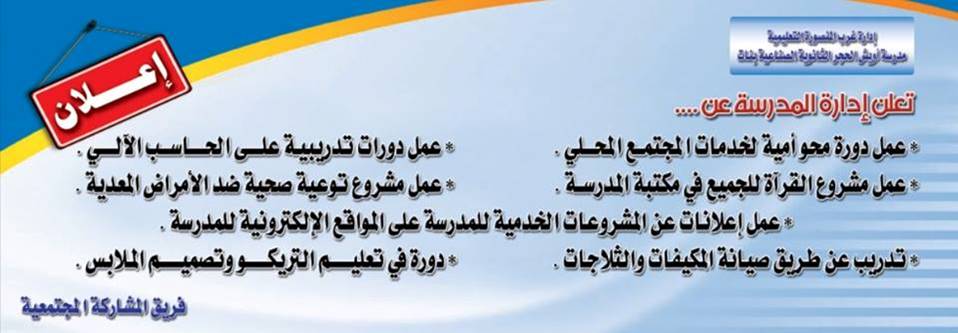 إعلان
إدارة غرب المنصورة التعليمية
مدرسة أويش الحجر الثانوية الصناعية بنات
تعلن إدارة المدرسة عن ....
* عمل دورة محو أمية لخدمات المجتمع المحلي .
* عمل دورات تدريبية على الحاسب الآلي .
* عمل مشروع القرآة للجميع في مكتبة المدرسة .
* عمل مشروع توعية صحية ضد الأمراض المعدية .
* عمل إعلانات عن المشروعات الخدمية للمدرسة على المواقع الإلكترونية للمدرسة .
* تدريب عن طريق صيانة المكيفات والثلاجات .
* دورة في تعليم التريكو وتصميم الملابس .
فريق المشاركة المجتمعية